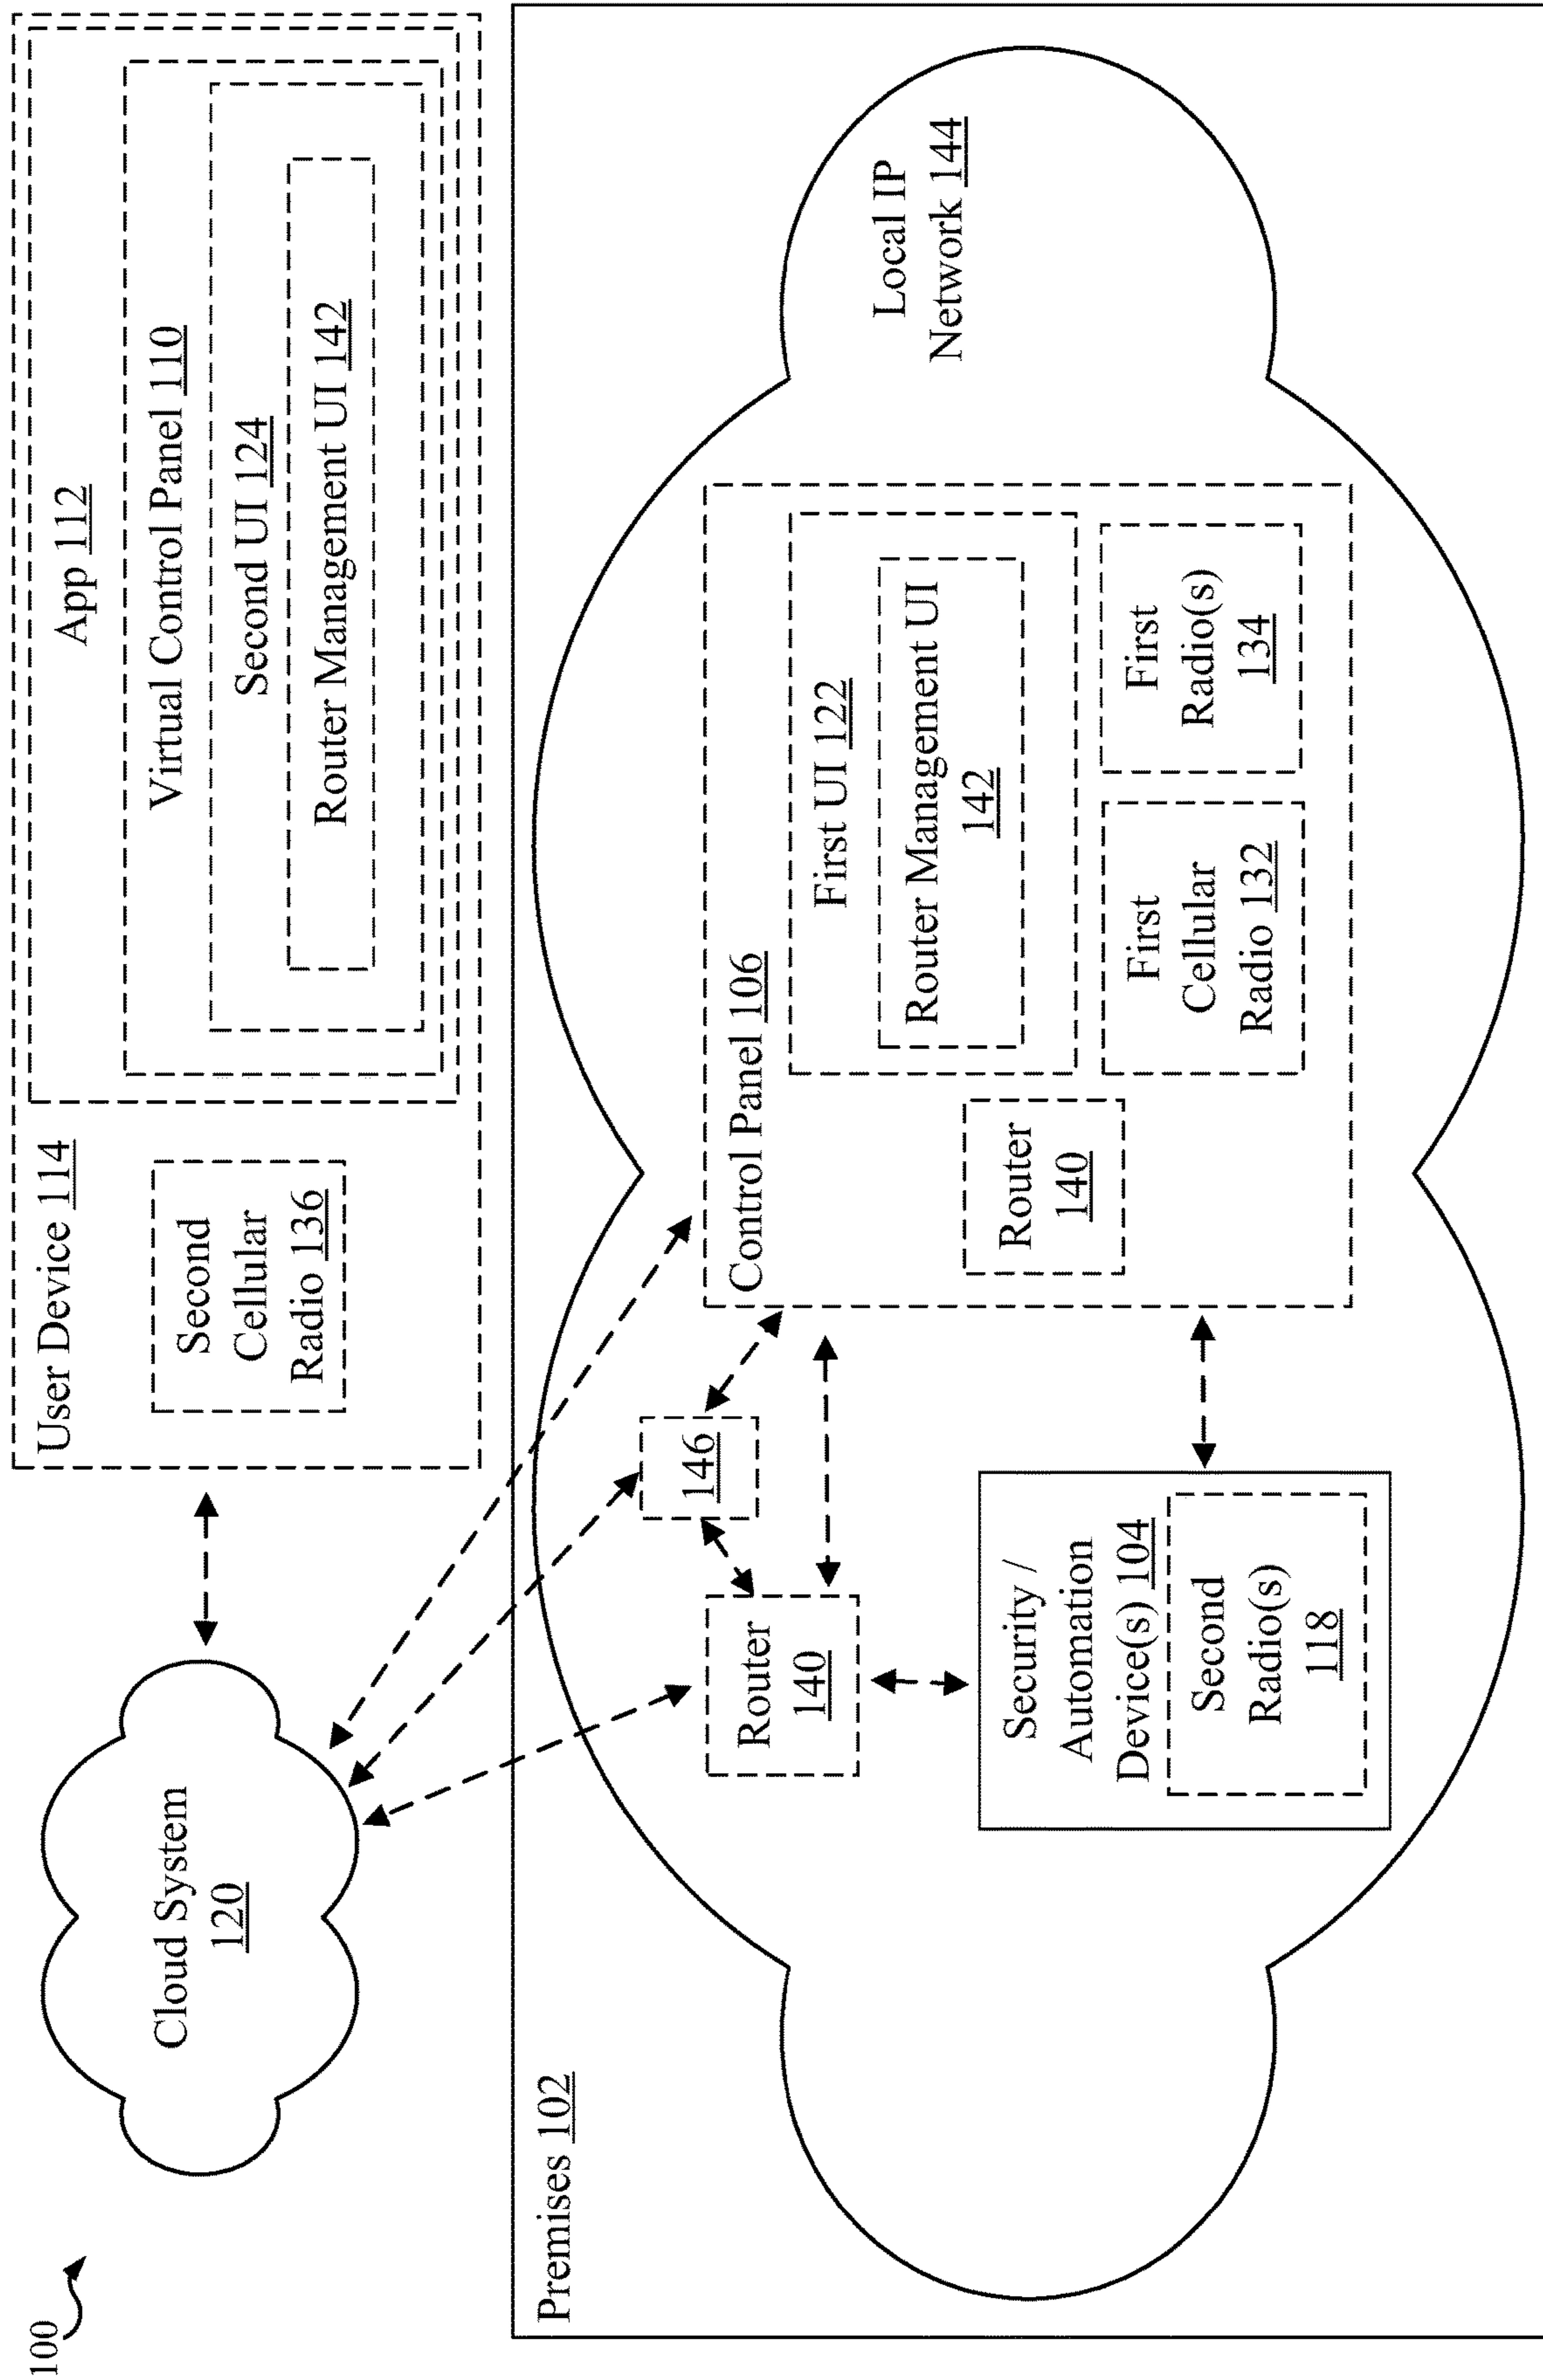 100
Cloud System
120
User Device 114
Second
Cellular
Radio 136
App 112
Virtual Control Panel 110
Second UI 124
Router Management UI 142
Premises 102
Local IP
Network 144
146
Router
140
Control Panel 106
First UI 122
Router Management UI
142
Router
140
First
Cellular
Radio 132
First
Radio(s)
134
Security /
Automation
Device(s) 104
Second
Radio(s)
118